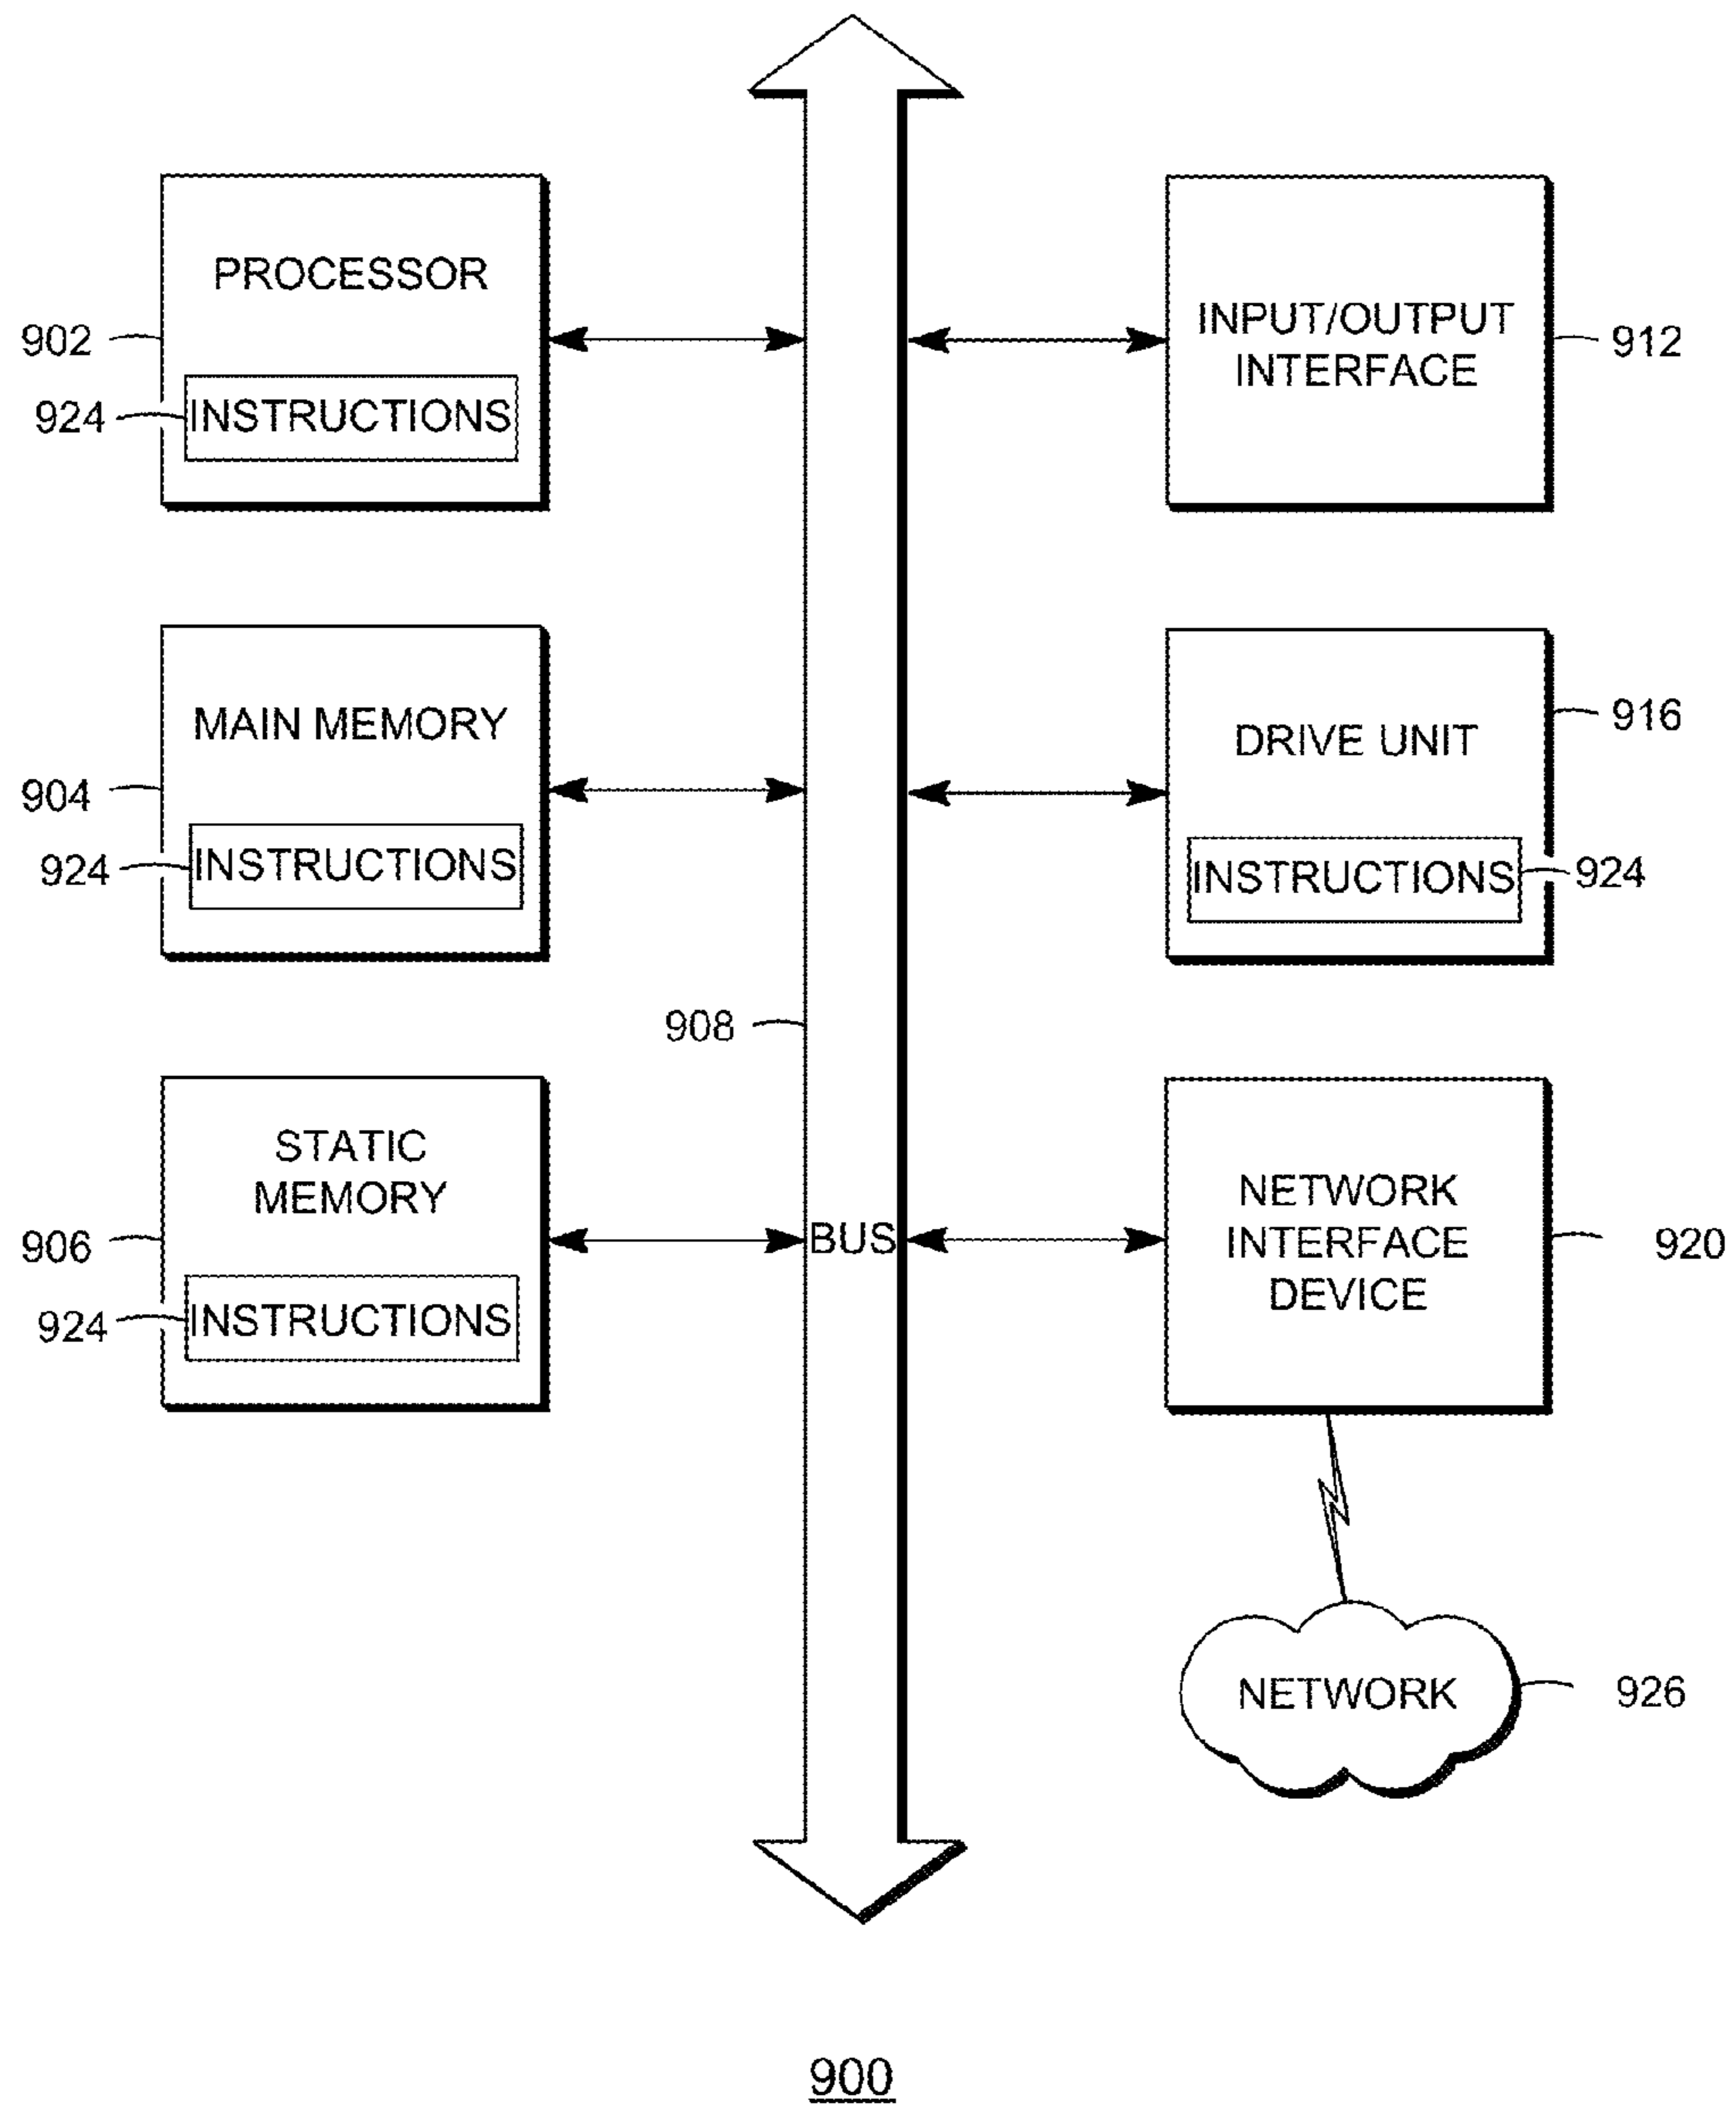 PROCESSOR
902
924
INSTRUCTIONS
INPUT/OUTPUT
INTERFACE
912
MAIN MEMORY
904
924
INSTRUCTIONS
916
DRIVE UNIT
INSTRUCTIONS
924
908
STATIC
MEMORY
906
924
INSTRUCTIONS
BUS
NETWORK
INTERFACE
DEVICE
920
NETWORK
926
900